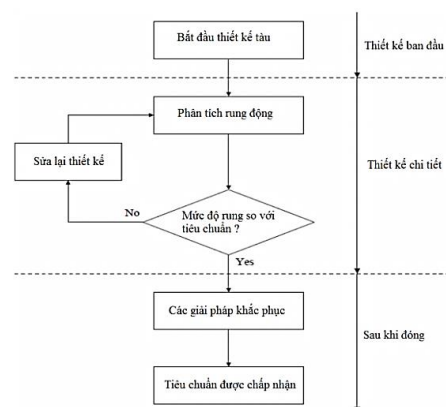 Bắt đầu thiết kế tàu
Thiết kế ban đầu
Phân tích rung động
Sửa lại thiết kế
Thiết kế chi tiết
No
Mức độ rung so với
tiêu chuẩn ?
Yes
Các giải pháp khắc phục
Sau khi đóng
Tiêu chuẩn được chấp nhận